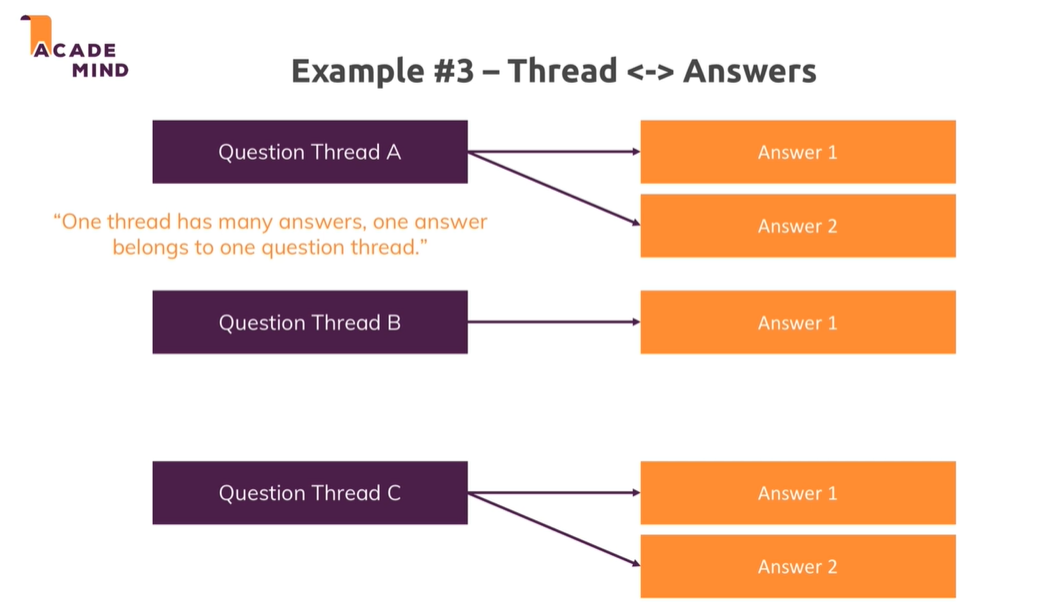 ACADE
MIND
Example #3 – Thread <-> Answers
Question Thread A
Answer 1
Answer 2
“One thread has many answers, one answer
belongs to one question thread.”
Question Thread B
Answer 1
Question Thread C
Answer 1
Answer 2